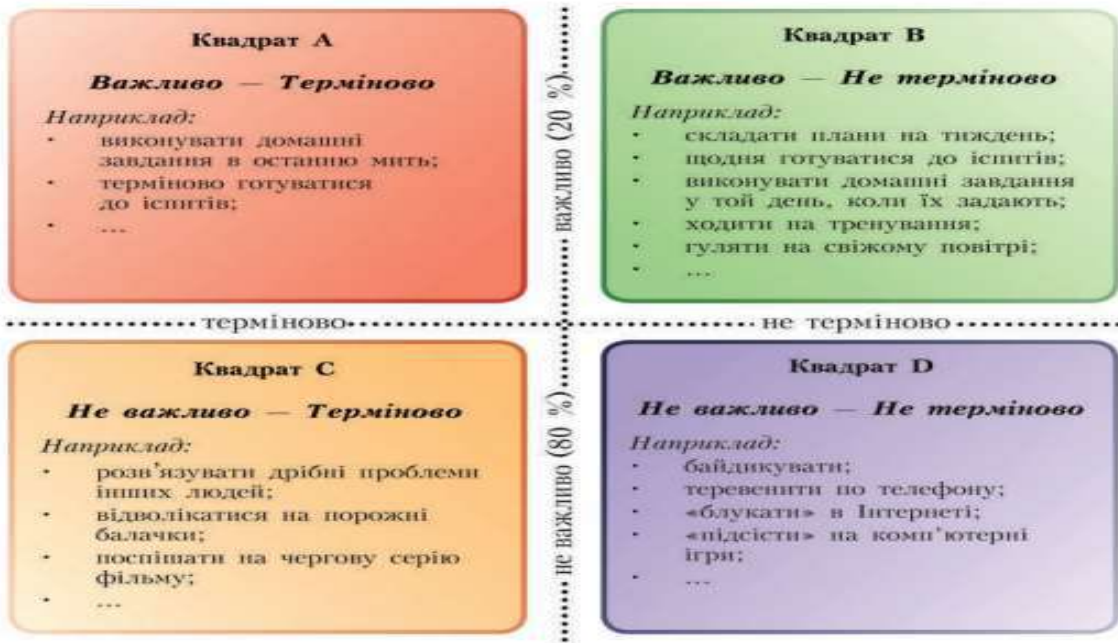 Квадрат A
Важливо — Терміново
Наприклад:
• виконувати домашні
завдання в останню мить;
• терміново готуватися
до іспитів;
• ...
Квадрат B
Важливо — Не терміново
Наприклад:
• складати плани на тиждень;
• щодня готуватися до іспитів;
• виконувати домашні завдання
у той день, коли їх задають;
• ходити на тренування;
• гуляти на свіжому повітрі;
• ...
важливо (20 %)
терміново
не терміново
не важливо (80 %)
Квадрат C
Не важливо — Терміново
Наприклад:
• розв’язувати дрібні проблеми
інших людей;
• відволікатися на порожні
балачки;
• поспішати на чергову серію
фільму;
• ...
Квадрат D
Не важливо — Не терміново
Наприклад:
• байдикувати;
• теревенити по телефону;
• «блукати» в Інтернеті;
• «підсісти» на комп’ютерні
ігри;
• ...